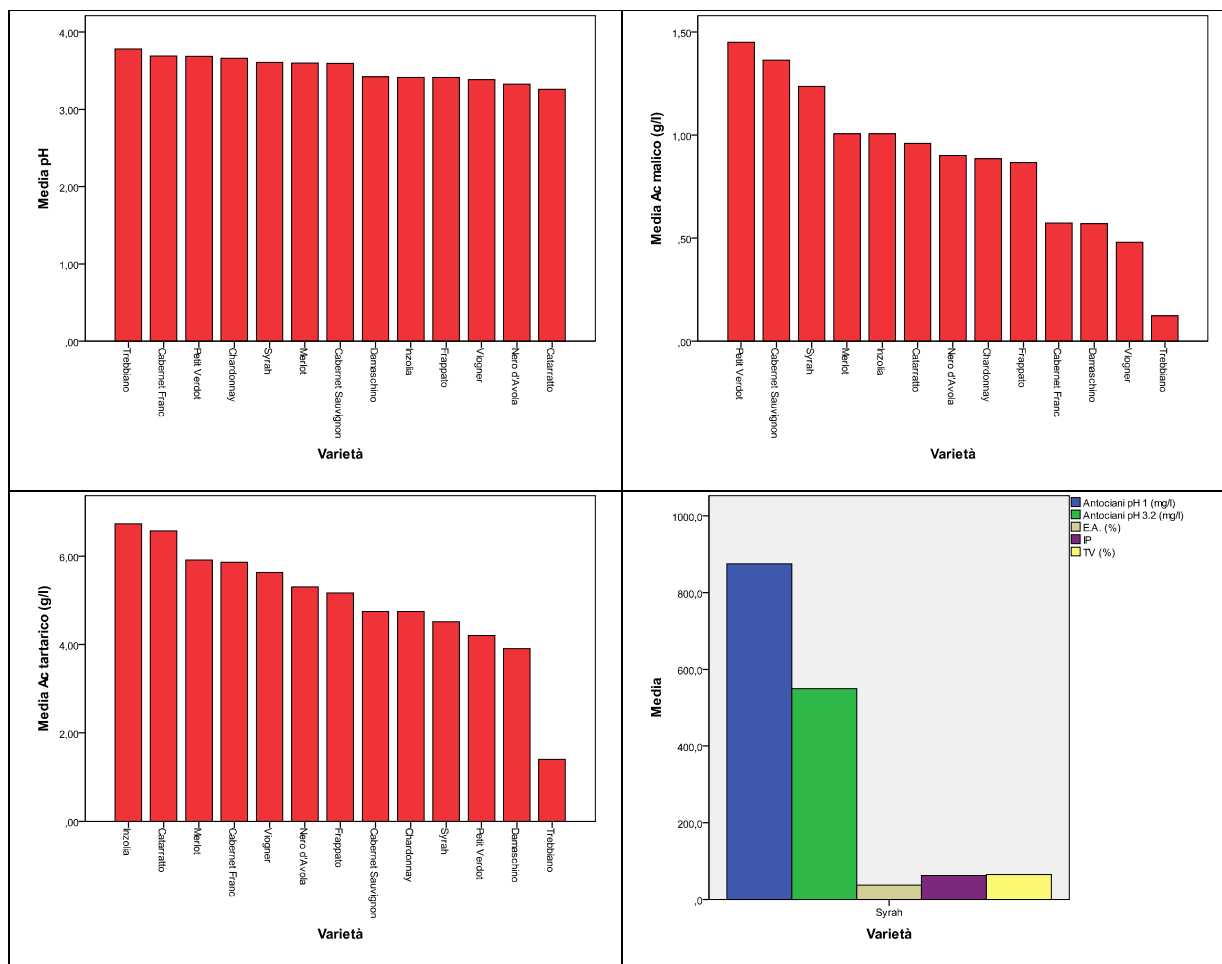 Media pH
4,00
3,00
2,00
1,00
,00
Trebbiano
Cabernet Franc
Petit Verdot
Chardonnay
Syrah
Merlot
Cabernet Sauvignon
Damaschino
Inzolia
Frappato
Viogner
Nero d'Avola
Catarratto
Varietà
Media Ac malico (g/l)
1,50
1,00
,50
,00
Petit Verdot
Cabernet Sauvignon
Syrah
Merlot
Inzolia
Catarratto
Nero d'Avola
Chardonnay
Frappato
Cabernet Franc
Damaschino
Viogner
Trebbiano
Varietà
Media Ac tartarico (g/l)
6,00
4,00
2,00
,00
Inzolia
Catarratto
Merlot
Cabernet Franc
Viogner
Nero d'Avola
Frappato
Cabernet Sauvignon
Chardonnay
Syrah
Petit Verdot
Damaschino
Trebbiano
Varietà
Media
1000,0
800,0
600,0
400,0
200,0
,0
Syrah
Varietà
Antociani pH 1 (mg/l)
Antociani pH 3.2 (mg/l)
E.A. (%)
IP
TV (%)